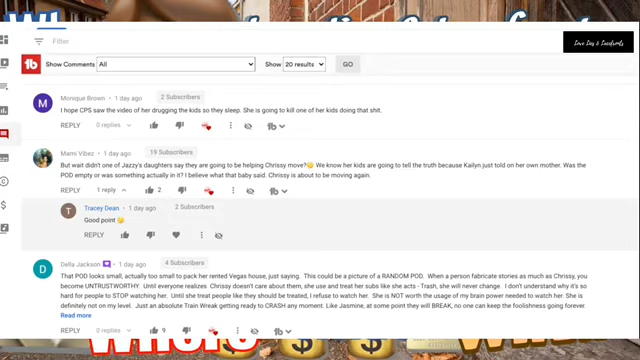 Filter
Love Day & Incidents
Show Comments All Show 20 results GO
Monique Brown • 1 day ago 2 Subscribers
I hope CPS saw the video of her drugging the kids so they sleep. She is going to kill one of her kids doing that shit.
REPLY 0 replies
Mami Vibez • 1 day ago 19 Subscribers
But wait didn't one of Jazzy's daughters say they are going to be helping Chrissy move?🤔 We know her kids are going to tell the truth because Kailyn just told on her own mother. Was the
POD empty or was something actually in it? I believe what that baby said. Chrissy is about to be moving again.
REPLY 1 reply 2
Tracey Dean • 1 day ago 2 Subscribers
Good point
REPLY
Della Jackson • 1 day ago 4 Subscribers
That POD looks small, actually too small to pack her rented Vegas house, just saying. This could be a picture of a RANDOM POD. When a person fabricate stories as much as Chrissy, you
become UNTRUSTWORTHY. Until everyone realizes Chrissy doesn't care about them, she use and treat her subs like she acts - Trash, she will never change. I don't understand why it's so
hard for people to STOP watching her. Until she treat people like they should be treated, I refuse to watch her. She is NOT worth the usage of my brain power needed to watch her. She is
definitely not on my level. Just an absolute Train Wreak getting ready to CRASH any moment. Like Jasmine, at some point they will BREAK, no one can keep the foolishness going forever.
Read more
REPLY 0 replies 9